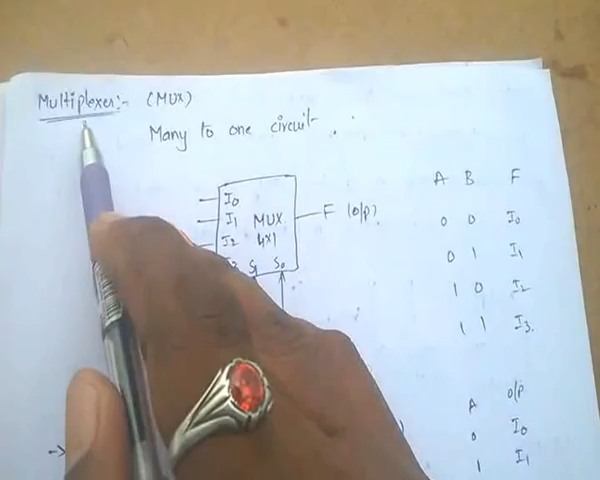 Multiplexer:- (MUX)
Many to one circuit
I0
I1 MUX
I2 4x1
I3 S1 S0
F (o/p)
A B F
0 0 I0
0 1 I1
1 0 I2
1 1 I3.
A o/p
0 I0
1 I1